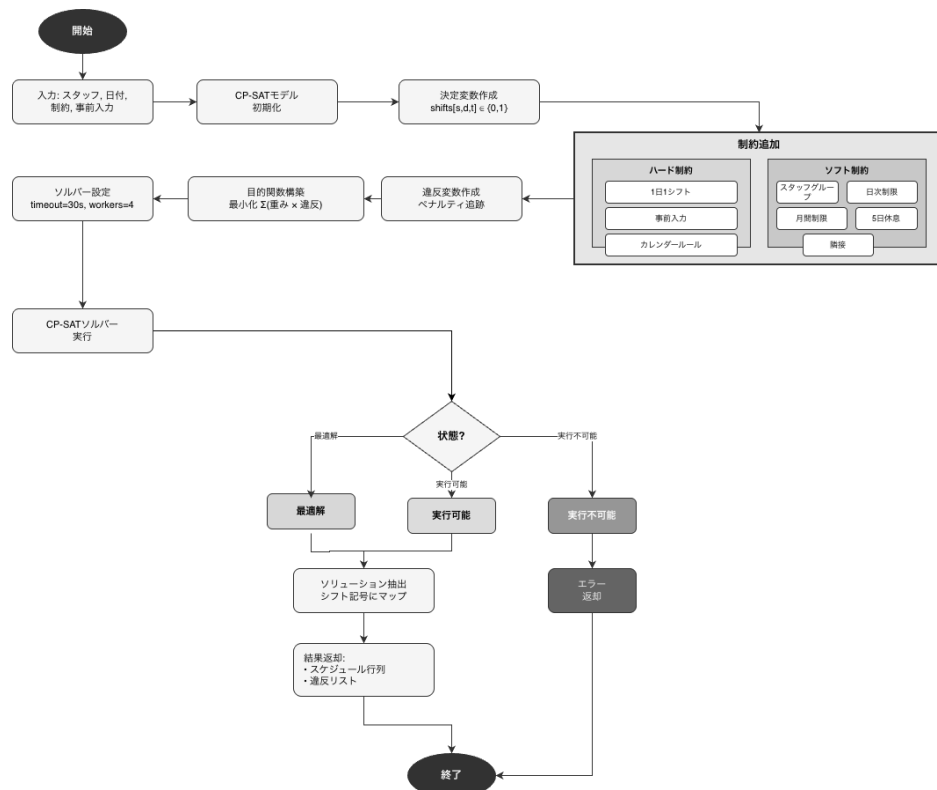 開始
入力: スタッフ, 日付,
制約, 事前入力
CP-SATモデル
初期化
決定変数作成
shifts[s,d,t] ∈ {0,1}
制約追加
ハード制約
1日1シフト
事前入力
カレンダールール
ソフト制約
スタッフグルー
プ
日次制限
月間制限
5日休息
隣接
違反変数作成
ペナルティ追跡
目的関数構築
最小化 Σ(重み × 違反)
ソルバー設定
timeout=30s, workers=4
CP-SATソルバー
実行
状態?
最適解
実行可能
実行不可能
最適解
実行可能
実行不可能
ソリューション抽出
シフト記号にマップ
エラー
返却
結果返却:
• スケジュール行列
• 違反リスト
終了